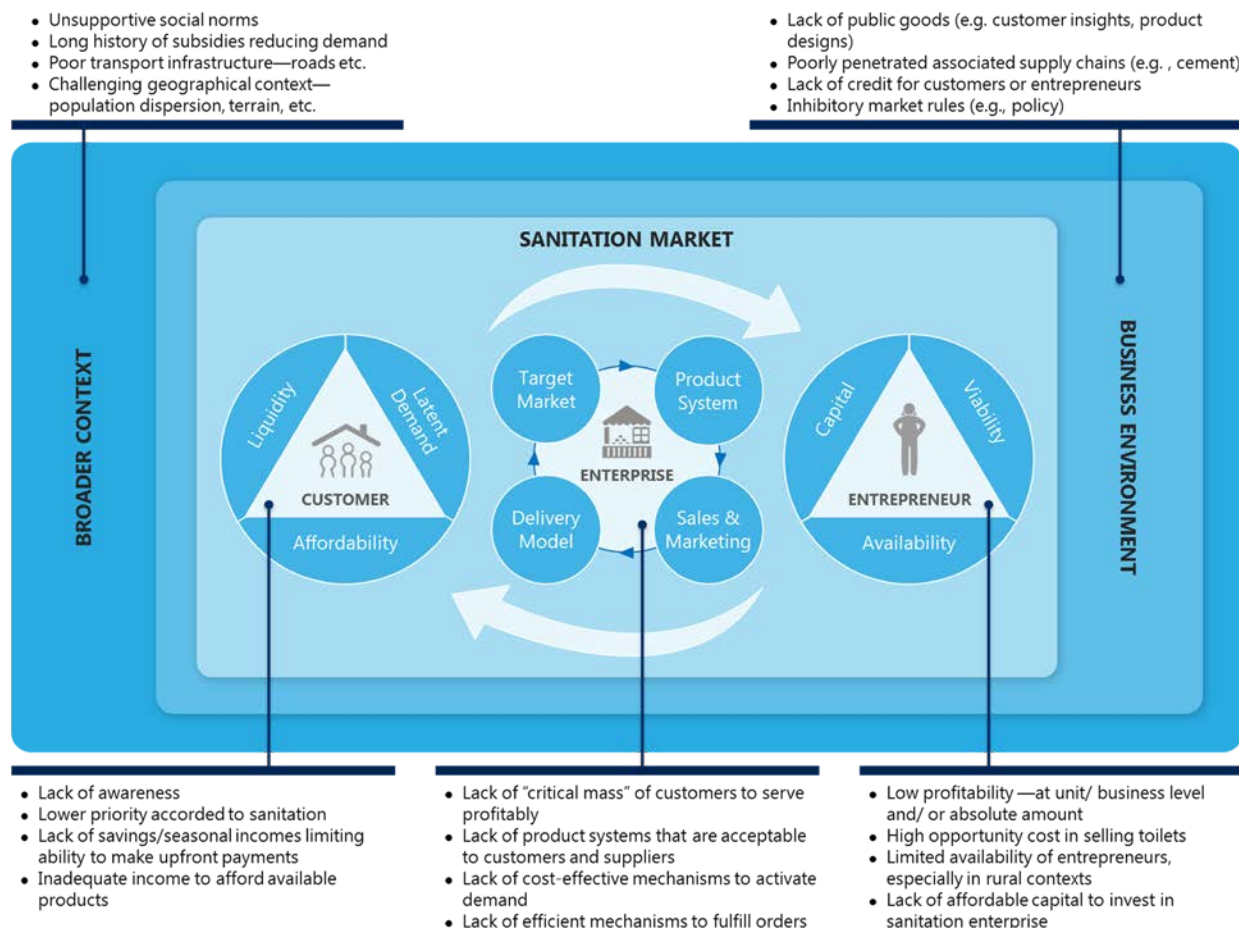 • Unsupportive social norms
• Long history of subsidies reducing demand
• Poor transport infrastructure—roads etc.
• Challenging geographical context—
population dispersion, terrain, etc.
• Lack of public goods (e.g. customer insights, product
designs)
• Poorly penetrated associated supply chains (e.g. , cement)
• Lack of credit for customers or entrepreneurs
• Inhibitory market rules (e.g., policy)
SANITATION MARKET
BROADER CONTEXT
Liquidity
Latent
Demand
CUSTOMER
Affordability
Target
Market
Product
System
ENTERPRISE
Delivery
Model
Sales &
Marketing
Capital
Viability
ENTREPRENEUR
Availability
BUSINESS ENVIRONMENT
• Lack of awareness
• Lower priority accorded to sanitation
• Lack of savings/seasonal incomes limiting
ability to make upfront payments
• Inadequate income to afford available
products
• Lack of “critical mass” of customers to serve
profitably
• Lack of product systems that are acceptable
to customers and suppliers
• Lack of cost-effective mechanisms to activate
demand
• Lack of efficient mechanisms to fulfill orders
• Low profitability —at unit/ business level
and/ or absolute amount
• High opportunity cost in selling toilets
• Limited availability of entrepreneurs,
especially in rural contexts
• Lack of affordable capital to invest in
sanitation enterprise